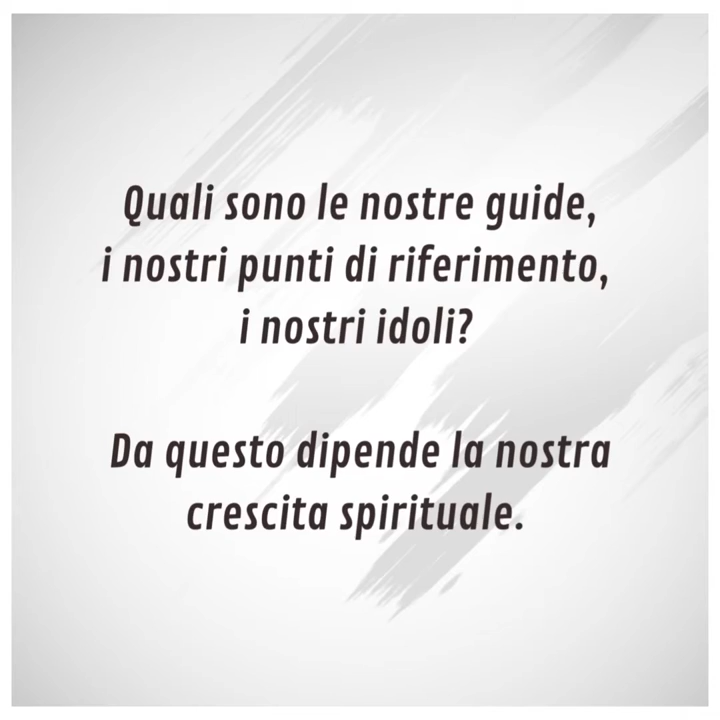 Quali sono le nostre guide,
i nostri punti di riferimento,
i nostri idoli?
Da questo dipende la nostra
crescita spirituale.